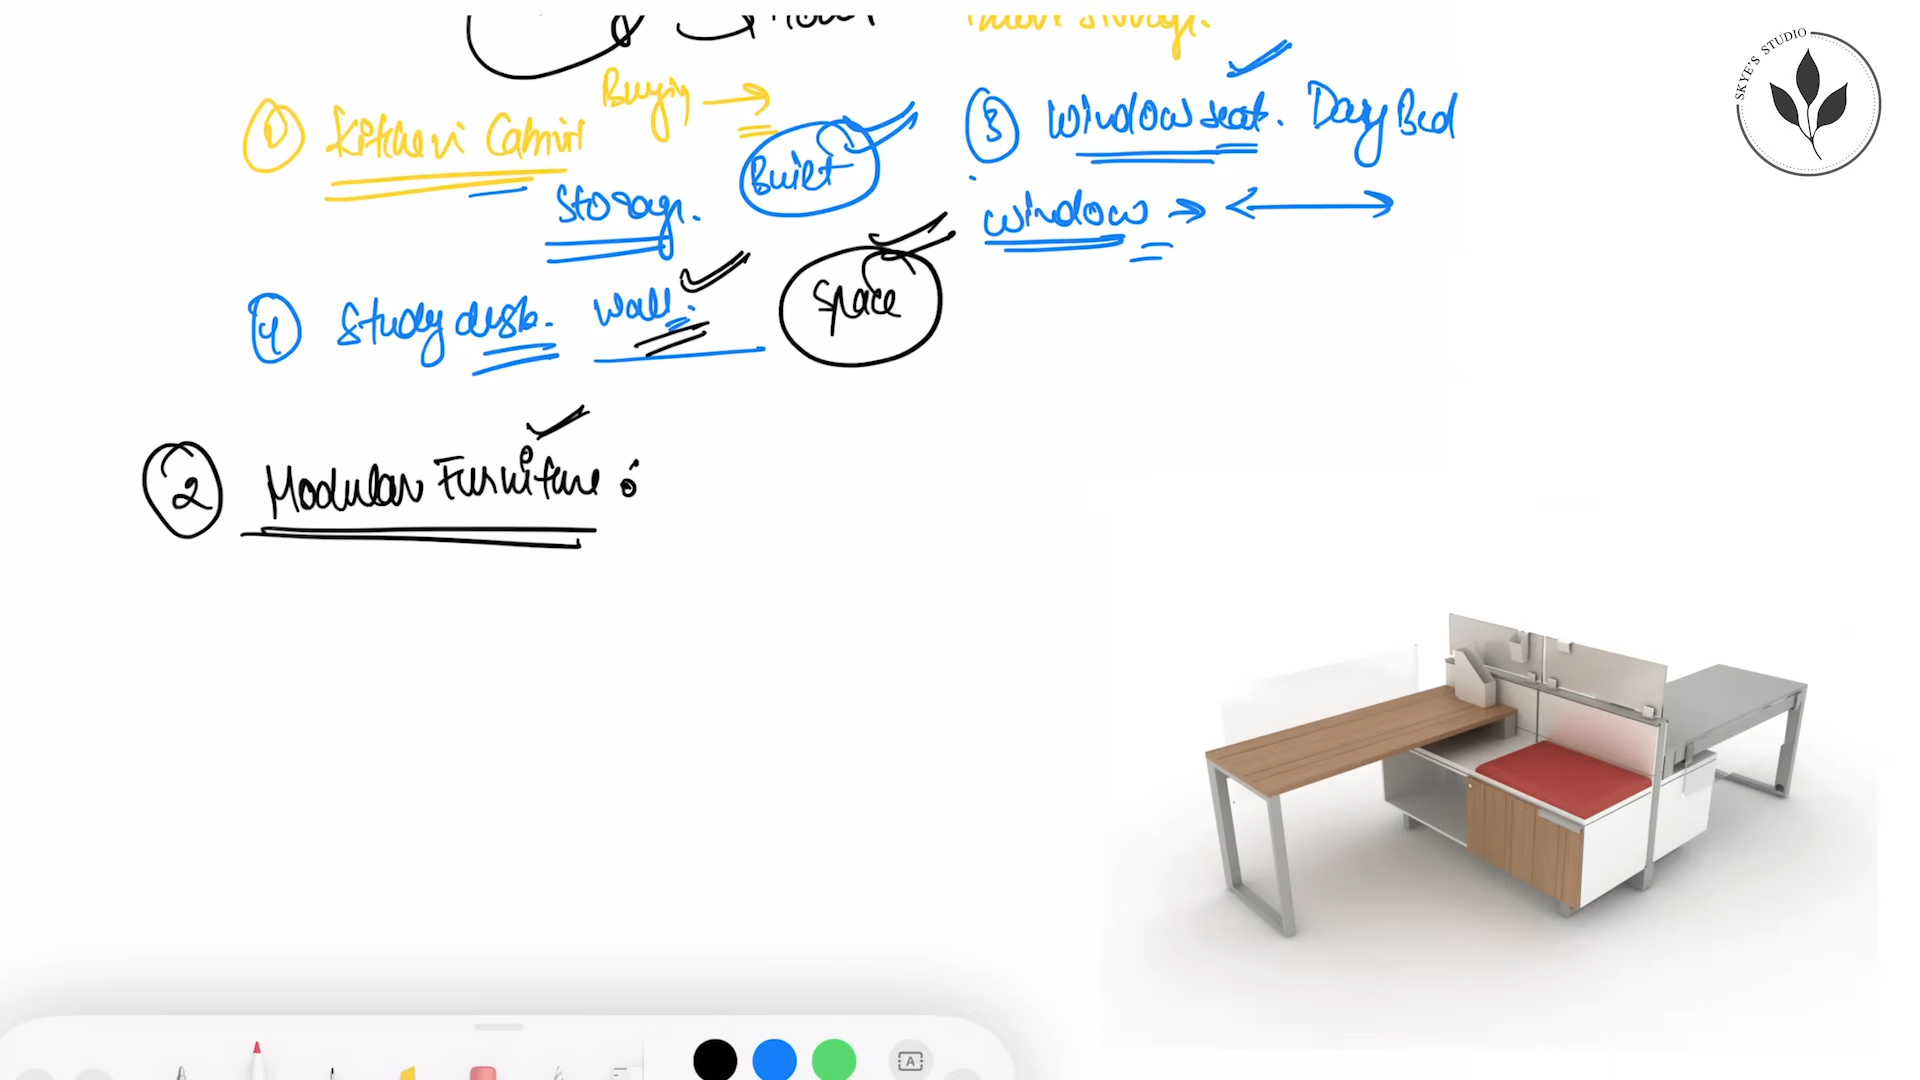 Buying →
① Kitchen Cabinet
Storage.
Built
③ Window seat. Day Bed
Window → ↔
④ Study desk. Wall.
Space
② Modular Furniture :
SKYE'S STUDIO
A